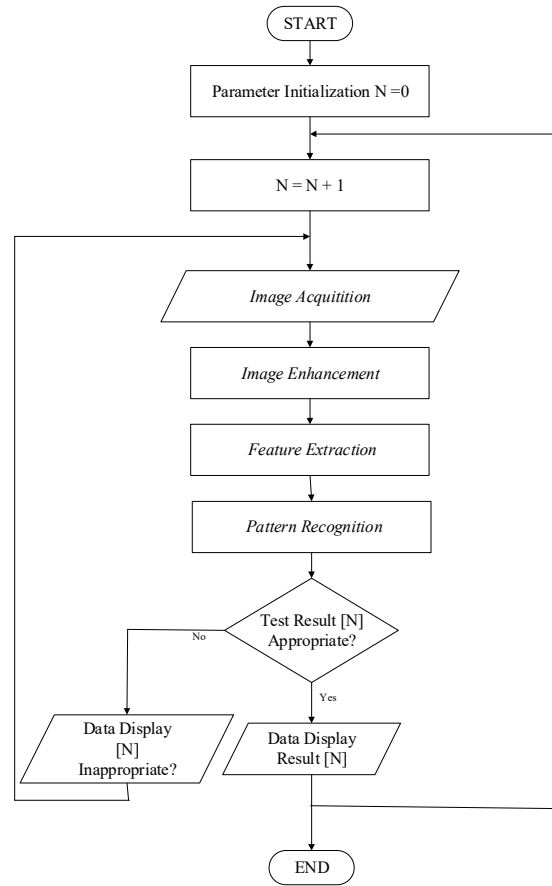 START
Parameter Initialization N =0
N = N + 1
Image Acquitition
Image Enhancement
Feature Extraction
Pattern Recognition
Test Result [N]
Appropriate?
No
Yes
Data Display
[N]
Inappropriate?
Data Display
Result [N]
END